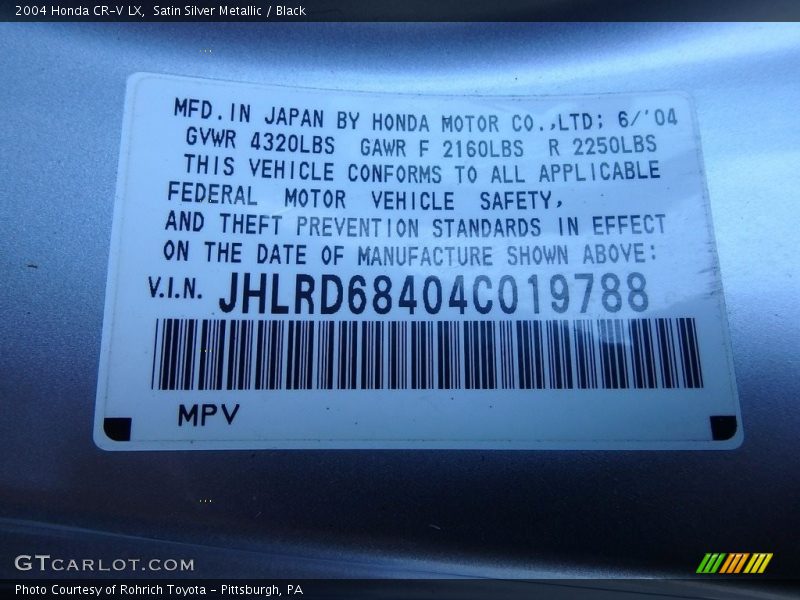 2004 Honda CR-V LX,  Satin Silver Metallic / Black
MFD. IN JAPAN BY HONDA MOTOR CO.,LTD; 6/'04
GVWR 4320LBS  GAWR F 2160LBS  R 2250LBS
THIS VEHICLE CONFORMS TO ALL APPLICABLE
FEDERAL MOTOR VEHICLE SAFETY,
AND THEFT PREVENTION STANDARDS IN EFFECT
ON THE DATE OF MANUFACTURE SHOWN ABOVE:
V.I.N. JHLRD68404C019788
MPV
GTCARLOT.COM
Photo Courtesy of Rohrich Toyota - Pittsburgh, PA